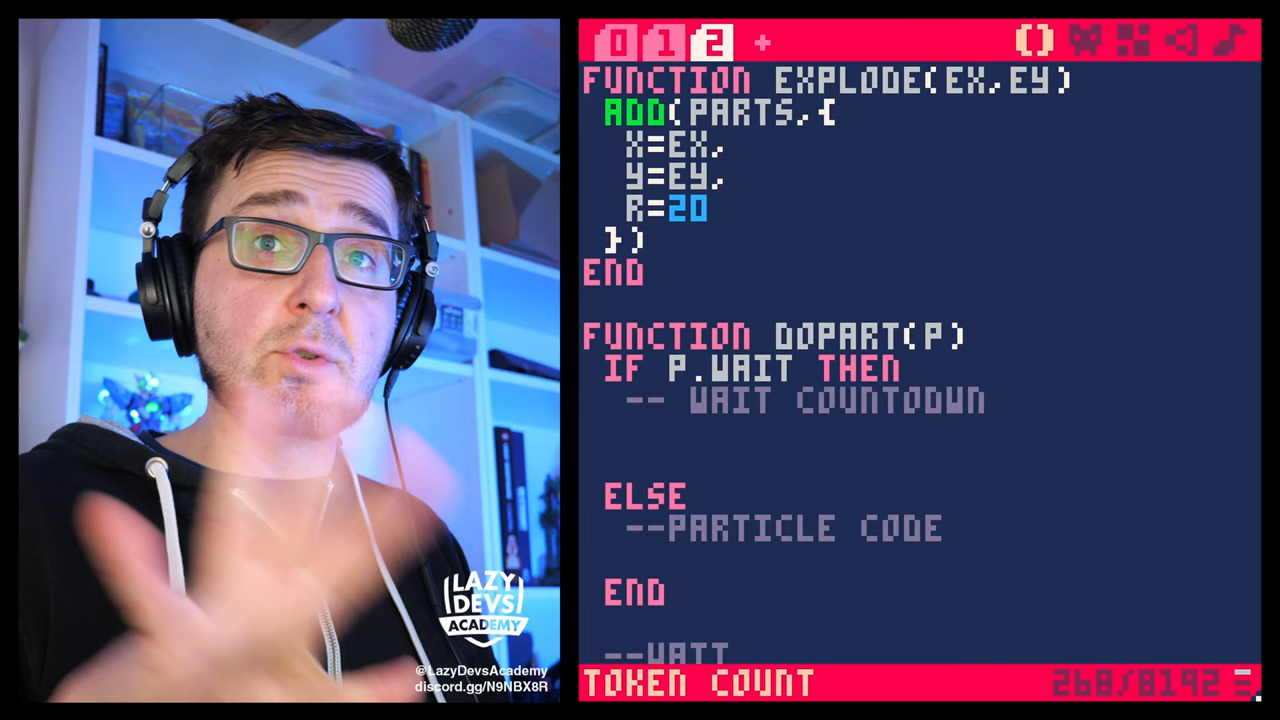 LAZY
DEVS
ACADEMY
@LazyDevsAcademy
discord.gg/N9NBX8R
0 1 2 +
FUNCTION EXPLODE(EX,EY)
ADD(PARTS,{
X=EX,
Y=EY,
R=20
})
END
FUNCTION DOPART(P)
IF P.WAIT THEN
-- WAIT COUNTDOWN
ELSE
--PARTICLE CODE
END
--WAIT
TOKEN COUNT 268/8192